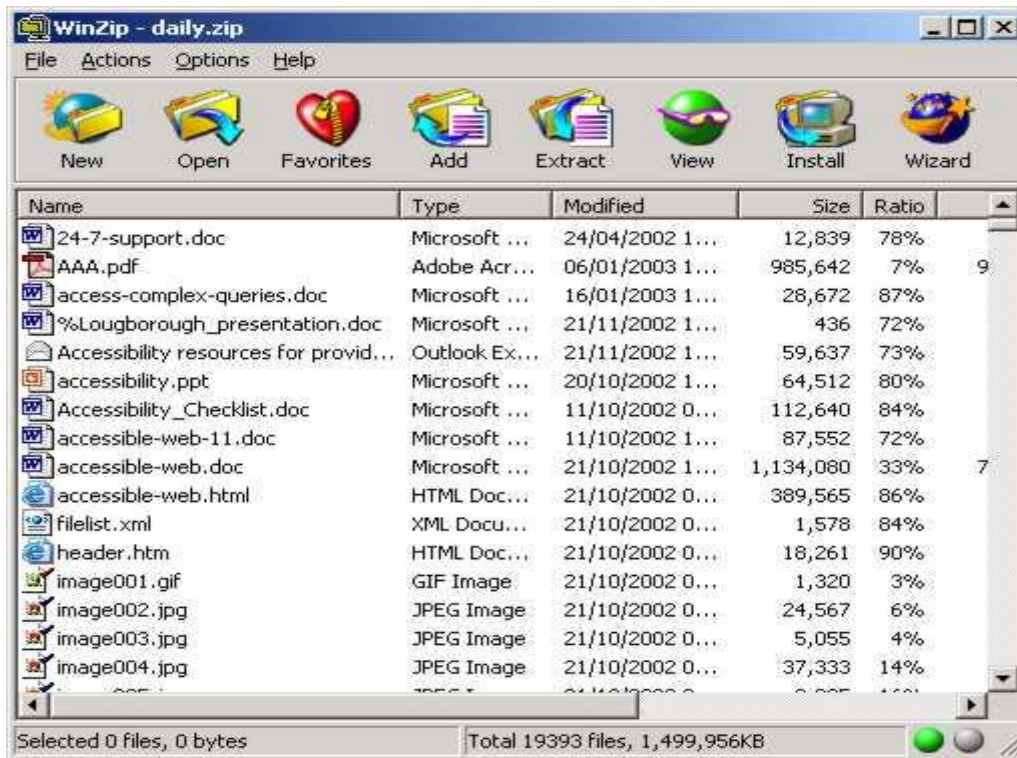 WinZip - daily.zip
File Actions Options Help
New Open Favorites Add Extract View Install Wizard
Name Type Modified Size Ratio
24-7-support.doc Microsoft ... 24/04/2002 1... 12,839 78%
AAA.pdf Adobe Acr... 06/01/2003 1... 985,642 7% 9
access-complex-queries.doc Microsoft ... 16/01/2003 1... 28,672 87%
%Lougborough_presentation.doc Microsoft ... 21/11/2002 1... 436 72%
Accessibility resources for provid... Outlook Ex... 21/11/2002 1... 59,637 73%
accessibility.ppt Microsoft ... 20/10/2002 1... 64,512 80%
Accessibility_Checklist.doc Microsoft ... 11/10/2002 0... 112,640 84%
accessible-web-11.doc Microsoft ... 11/10/2002 1... 87,552 72%
accessible-web.doc Microsoft ... 21/10/2002 1... 1,134,080 33% 7
accessible-web.html HTML Doc... 21/10/2002 0... 389,565 86%
filelist.xml XML Docu... 21/10/2002 0... 1,578 84%
header.htm HTML Doc... 21/10/2002 0... 18,261 90%
image001.gif GIF Image 21/10/2002 0... 1,320 3%
image002.jpg JPEG Image 21/10/2002 0... 24,567 6%
image003.jpg JPEG Image 21/10/2002 0... 5,055 4%
image004.jpg JPEG Image 21/10/2002 0... 37,333 14%
Selected 0 files, 0 bytes Total 19393 files, 1,499,956KB